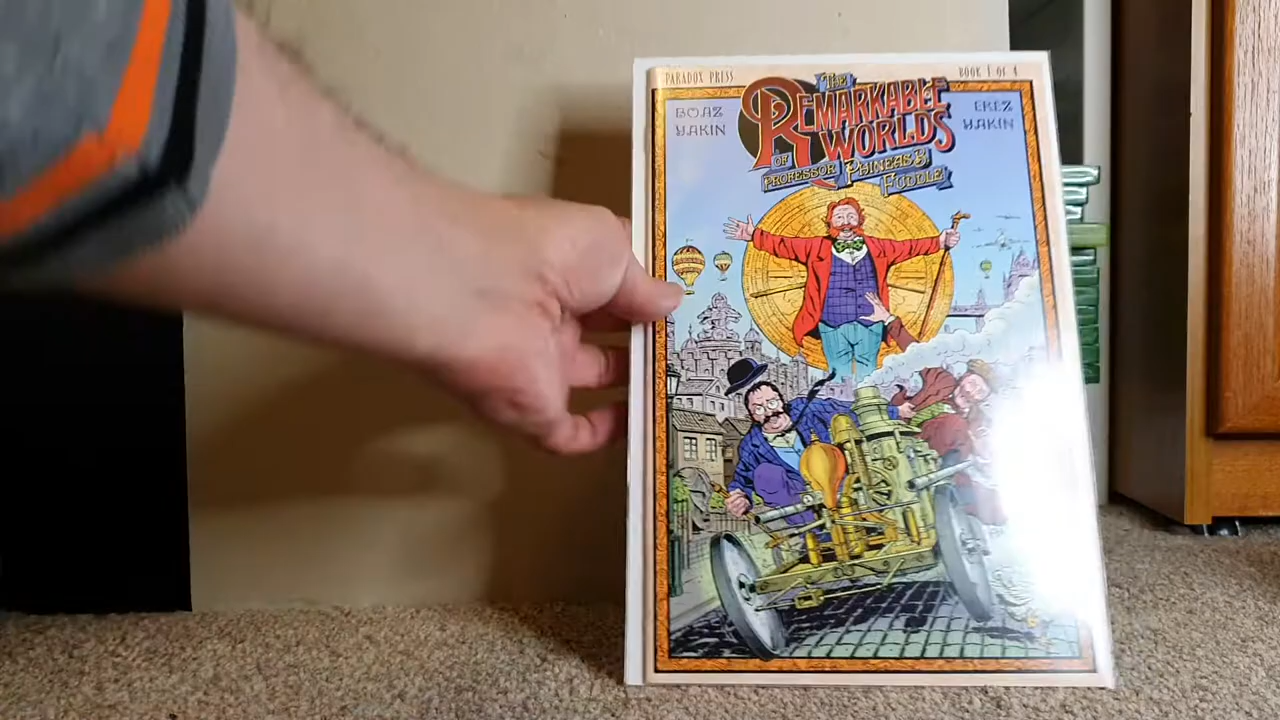 PARADOX PRESS
BOOK 1 OF 4
BOAZ
YAKIN
EREZ
YAKIN
THE
REMARKABLE
WORLDS
OF
PROFESSOR PHINEAS B.
FUDDLE